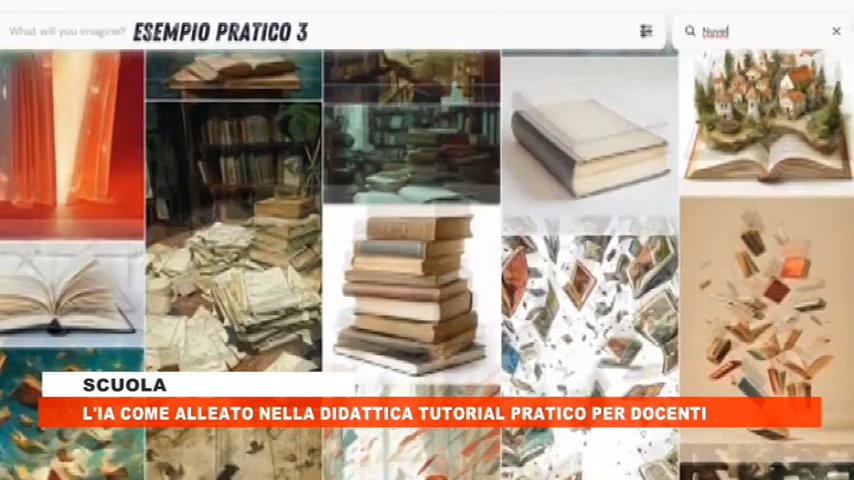 What will you imagine? ESEMPIO PRATICO 3
Novel
SCUOLA
L'IA COME ALLEATO NELLA DIDATTICA TUTORIAL PRATICO PER DOCENTI